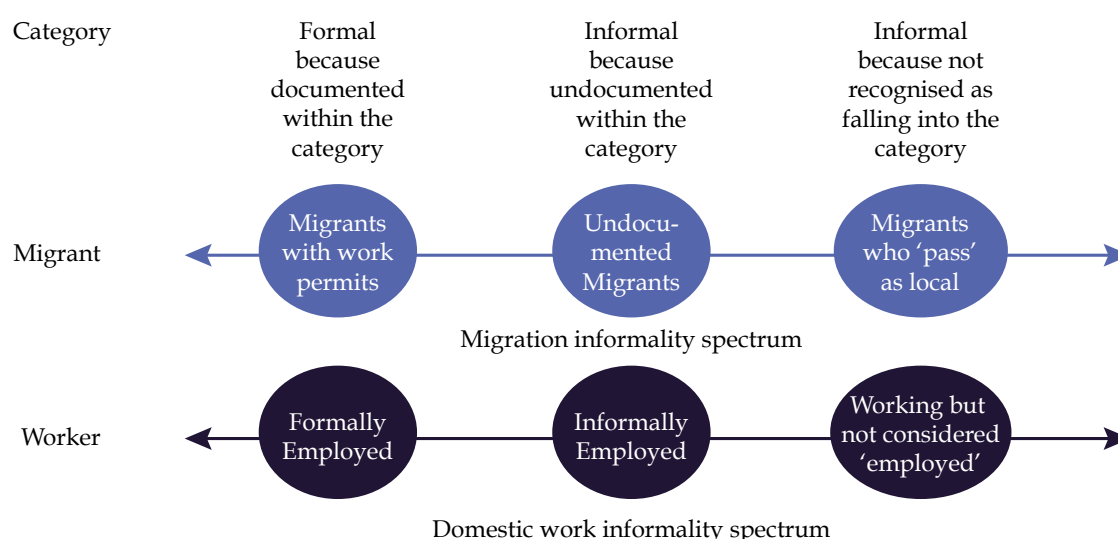 Category
Formal
because
documented
within the
category
Informal
because
undocumented
within the
category
Informal
because not
recognised as
falling into the
category
Migrant
Migrants
with work
permits
Undocu-
mented
Migrants
Migrants
who ‘pass’
as local
Migration informality spectrum
Worker
Formally
Employed
Informally
Employed
Working but
not considered
‘employed’
Domestic work informality spectrum